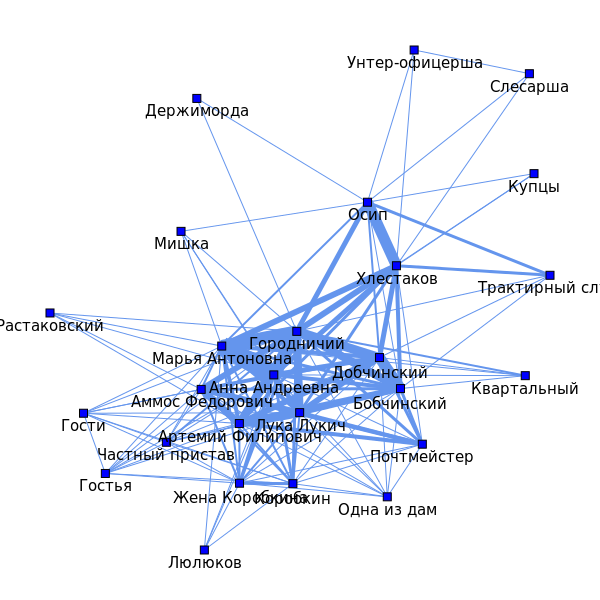 Унтер-офицерша
Слесарша
Держиморда
Купцы
Осип
Мишка
Хлестаков
Трактирный сл
Растаковский
Городничий
Марья Антоновна
Добчинский
Анна Андреевна
Квартальный
Аммос Федорович
Бобчинский
Гости
Лука Лукич
Артемий Филипович
Частный пристав
Почтмейстер
Гостья
Жена Коробкина
Коробкин
Одна из дам
Люлюков